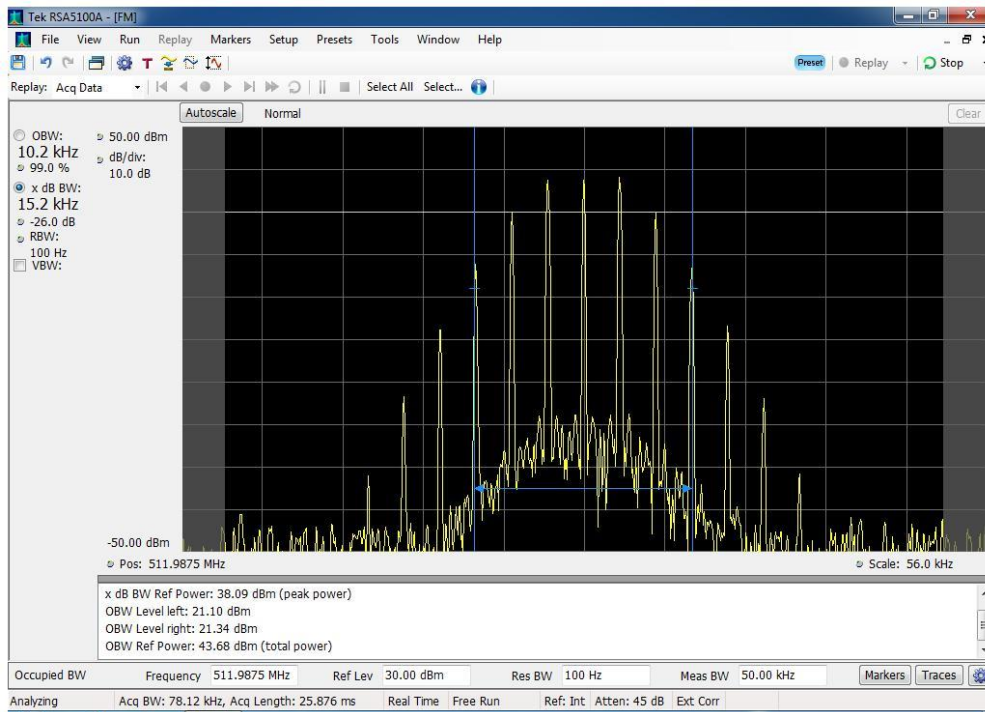 Tek RSA5100A - [FM]
File View Run Replay Markers Setup Presets Tools Window Help
Preset Replay Stop
Replay: Acq Data Select All Select...
Autoscale Normal Clear
OBW:
10.2 kHz
99.0 %
x dB BW:
15.2 kHz
-26.0 dB
RBW:
100 Hz
VBW:
50.00 dBm
dB/div:
10.0 dB
-50.00 dBm
Pos: 511.9875 MHz Scale: 56.0 kHz
x dB BW Ref Power: 38.09 dBm (peak power)
OBW Level left: 21.10 dBm
OBW Level right: 21.34 dBm
OBW Ref Power: 43.68 dBm (total power)
Occupied BW Frequency 511.9875 MHz Ref Lev 30.00 dBm Res BW 100 Hz Meas BW 50.00 kHz Markers Traces
Analyzing Acq BW: 78.12 kHz, Acq Length: 25.876 ms Real Time Free Run Ref: Int Atten: 45 dB Ext Corr